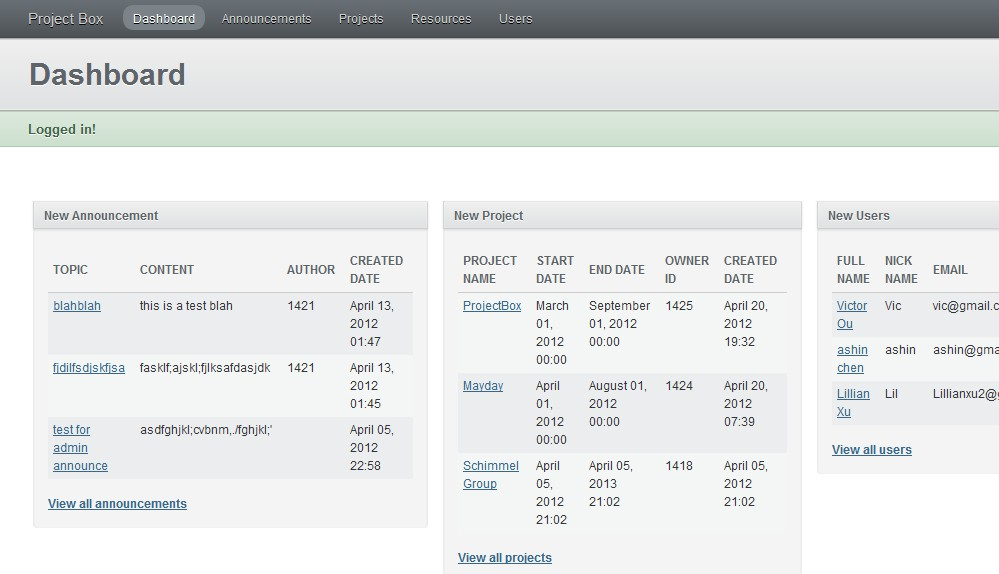 Project Box Dashboard Announcements Projects Resources Users
Dashboard
Logged in!
New Announcement
TOPIC CONTENT AUTHOR CREATED DATE
blahblah this is a test blah 1421 April 13, 2012 01:47
fjdilfsdjskfjsa fasklf;ajskl;fjlksafdasjdk 1421 April 13, 2012 01:45
test for admin announce asdfghjkl;cvbnm,./fghjkl;' April 05, 2012 22:58
View all announcements
New Project
PROJECT NAME START DATE END DATE OWNER ID CREATED DATE
ProjectBox March 01, 2012 00:00 September 01, 2012 00:00 1425 April 20, 2012 19:32
Mayday April 01, 2012 00:00 August 01, 2012 00:00 1424 April 20, 2012 07:39
Schimmel Group April 05, 2012 21:02 April 05, 2013 21:02 1418 April 05, 2012 21:02
View all projects
New Users
FULL NAME NICK NAME EMAIL
Victor Ou Vic vic@gmail.c
ashin chen ashin ashin@gma
Lillian Xu Lil Lillianxu2@
View all users